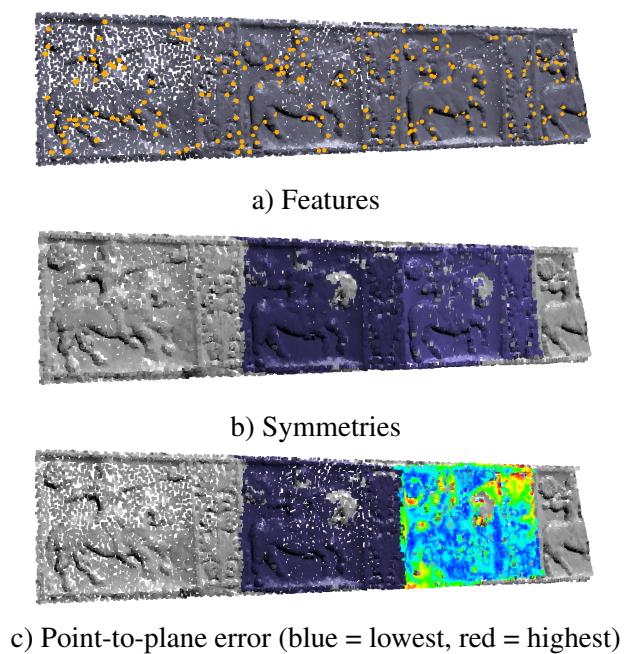 a) Features
b) Symmetries
c) Point-to-plane error (blue = lowest, red = highest)